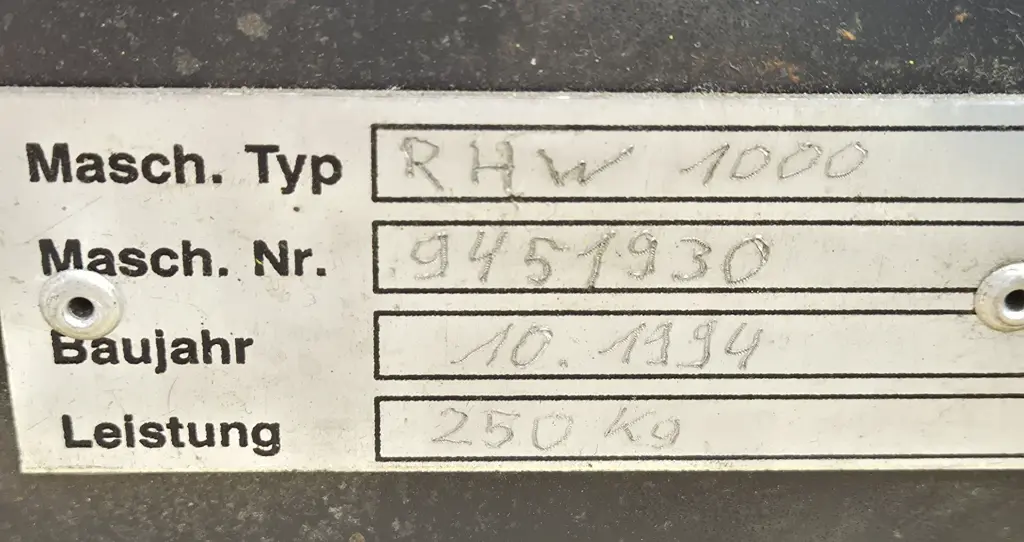 Masch. Typ RHW 1000
Masch. Nr. 9451930
Baujahr 10.1994
Leistung 250 Kg